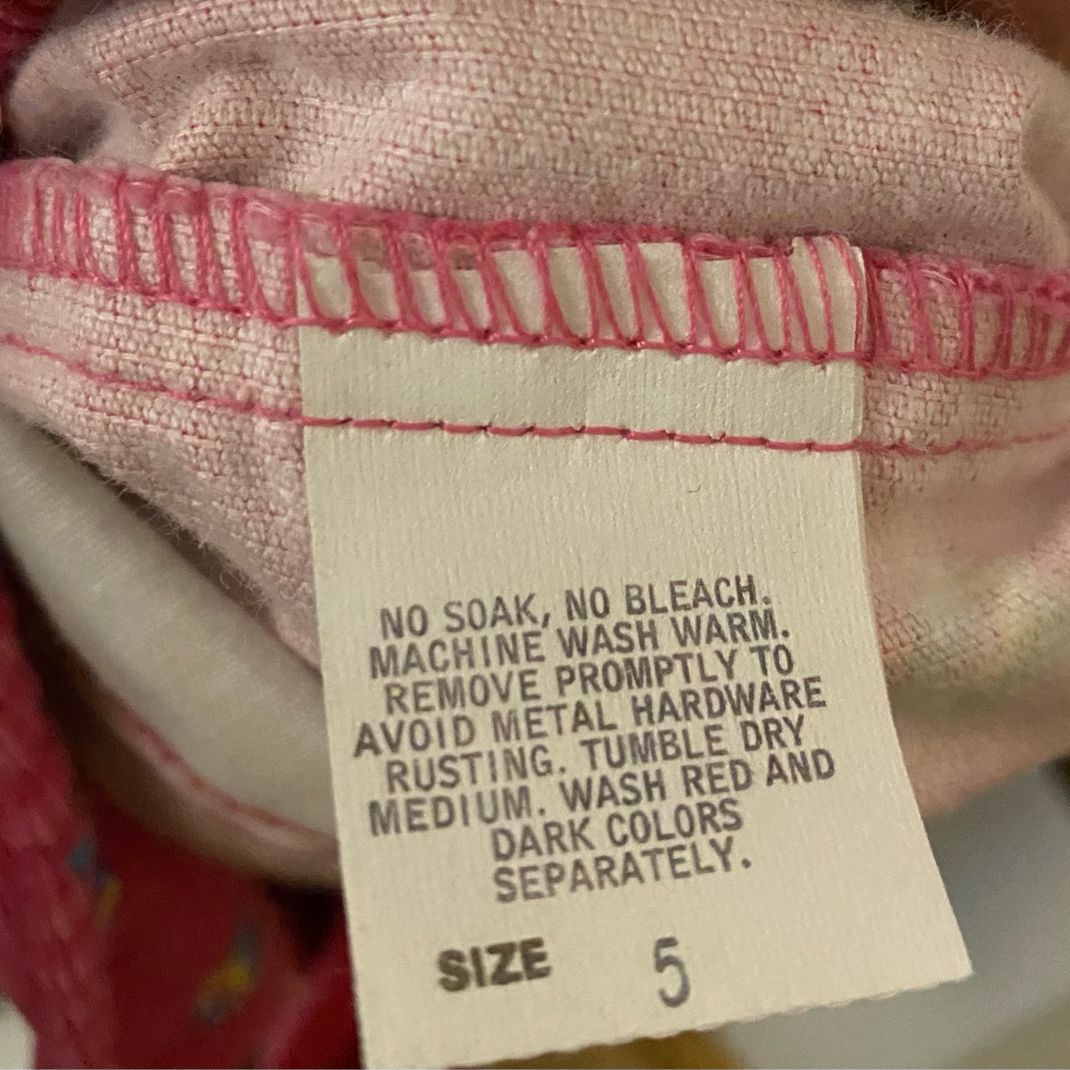 NO SOAK, NO BLEACH.
MACHINE WASH WARM.
REMOVE PROMPTLY TO
AVOID METAL HARDWARE
RUSTING. TUMBLE DRY
MEDIUM. WASH RED AND
DARK COLORS
SEPARATELY.
SIZE 5